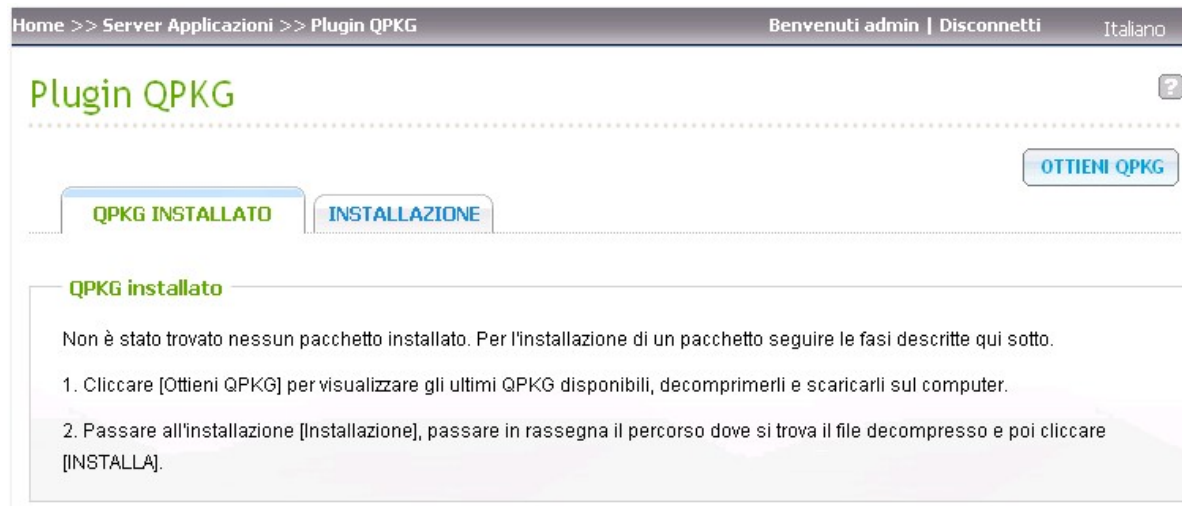 Home >> Server Applicazioni >> Plugin QPKG Benvenuti admin | Disconnetti Italiano
Plugin QPKG
?
OTTIENI QPKG
QPKG INSTALLATO INSTALLAZIONE
QPKG installato
Non è stato trovato nessun pacchetto installato. Per l'installazione di un pacchetto seguire le fasi descritte qui sotto.
1. Cliccare [Ottieni QPKG] per visualizzare gli ultimi QPKG disponibili, decomprimerli e scaricarli sul computer.
2. Passare all'installazione [Installazione], passare in rassegna il percorso dove si trova il file decompresso e poi cliccare
[INSTALLA].